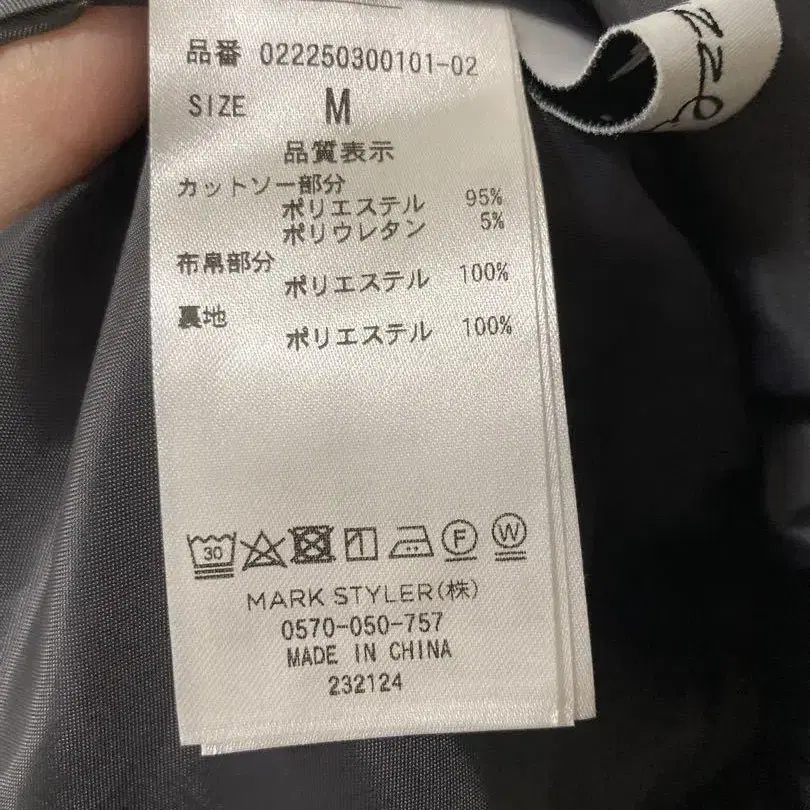 品番 022250300101-02
SIZE M
品質表示
カットソー部分
ポリエステル 95%
ポリウレタン 5%
布帛部分
ポリエステル 100%
裏地
ポリエステル 100%
30 F W
MARK STYLER(株)
0570-050-757
MADE IN CHINA
232124